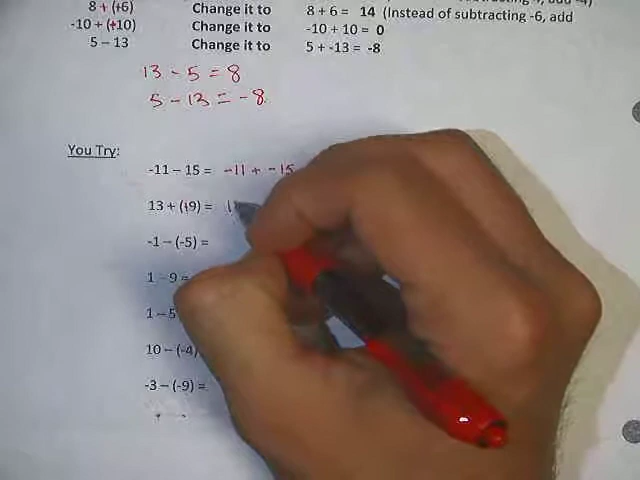 8 + (+6) Change it to 8 + 6 = 14 (Instead of subtracting -6, add
-10 + (+10) Change it to -10 + 10 = 0
5 – 13 Change it to 5 + -13 = -8
13 - 5 = 8
5 - 13 = -8
You Try:
-11 – 15 = -11 + -15
13 + (+9) = 1
-1 – (-5) =
1 – 9 =
1 – 5
10 – (-4)
-3 – (-9) =